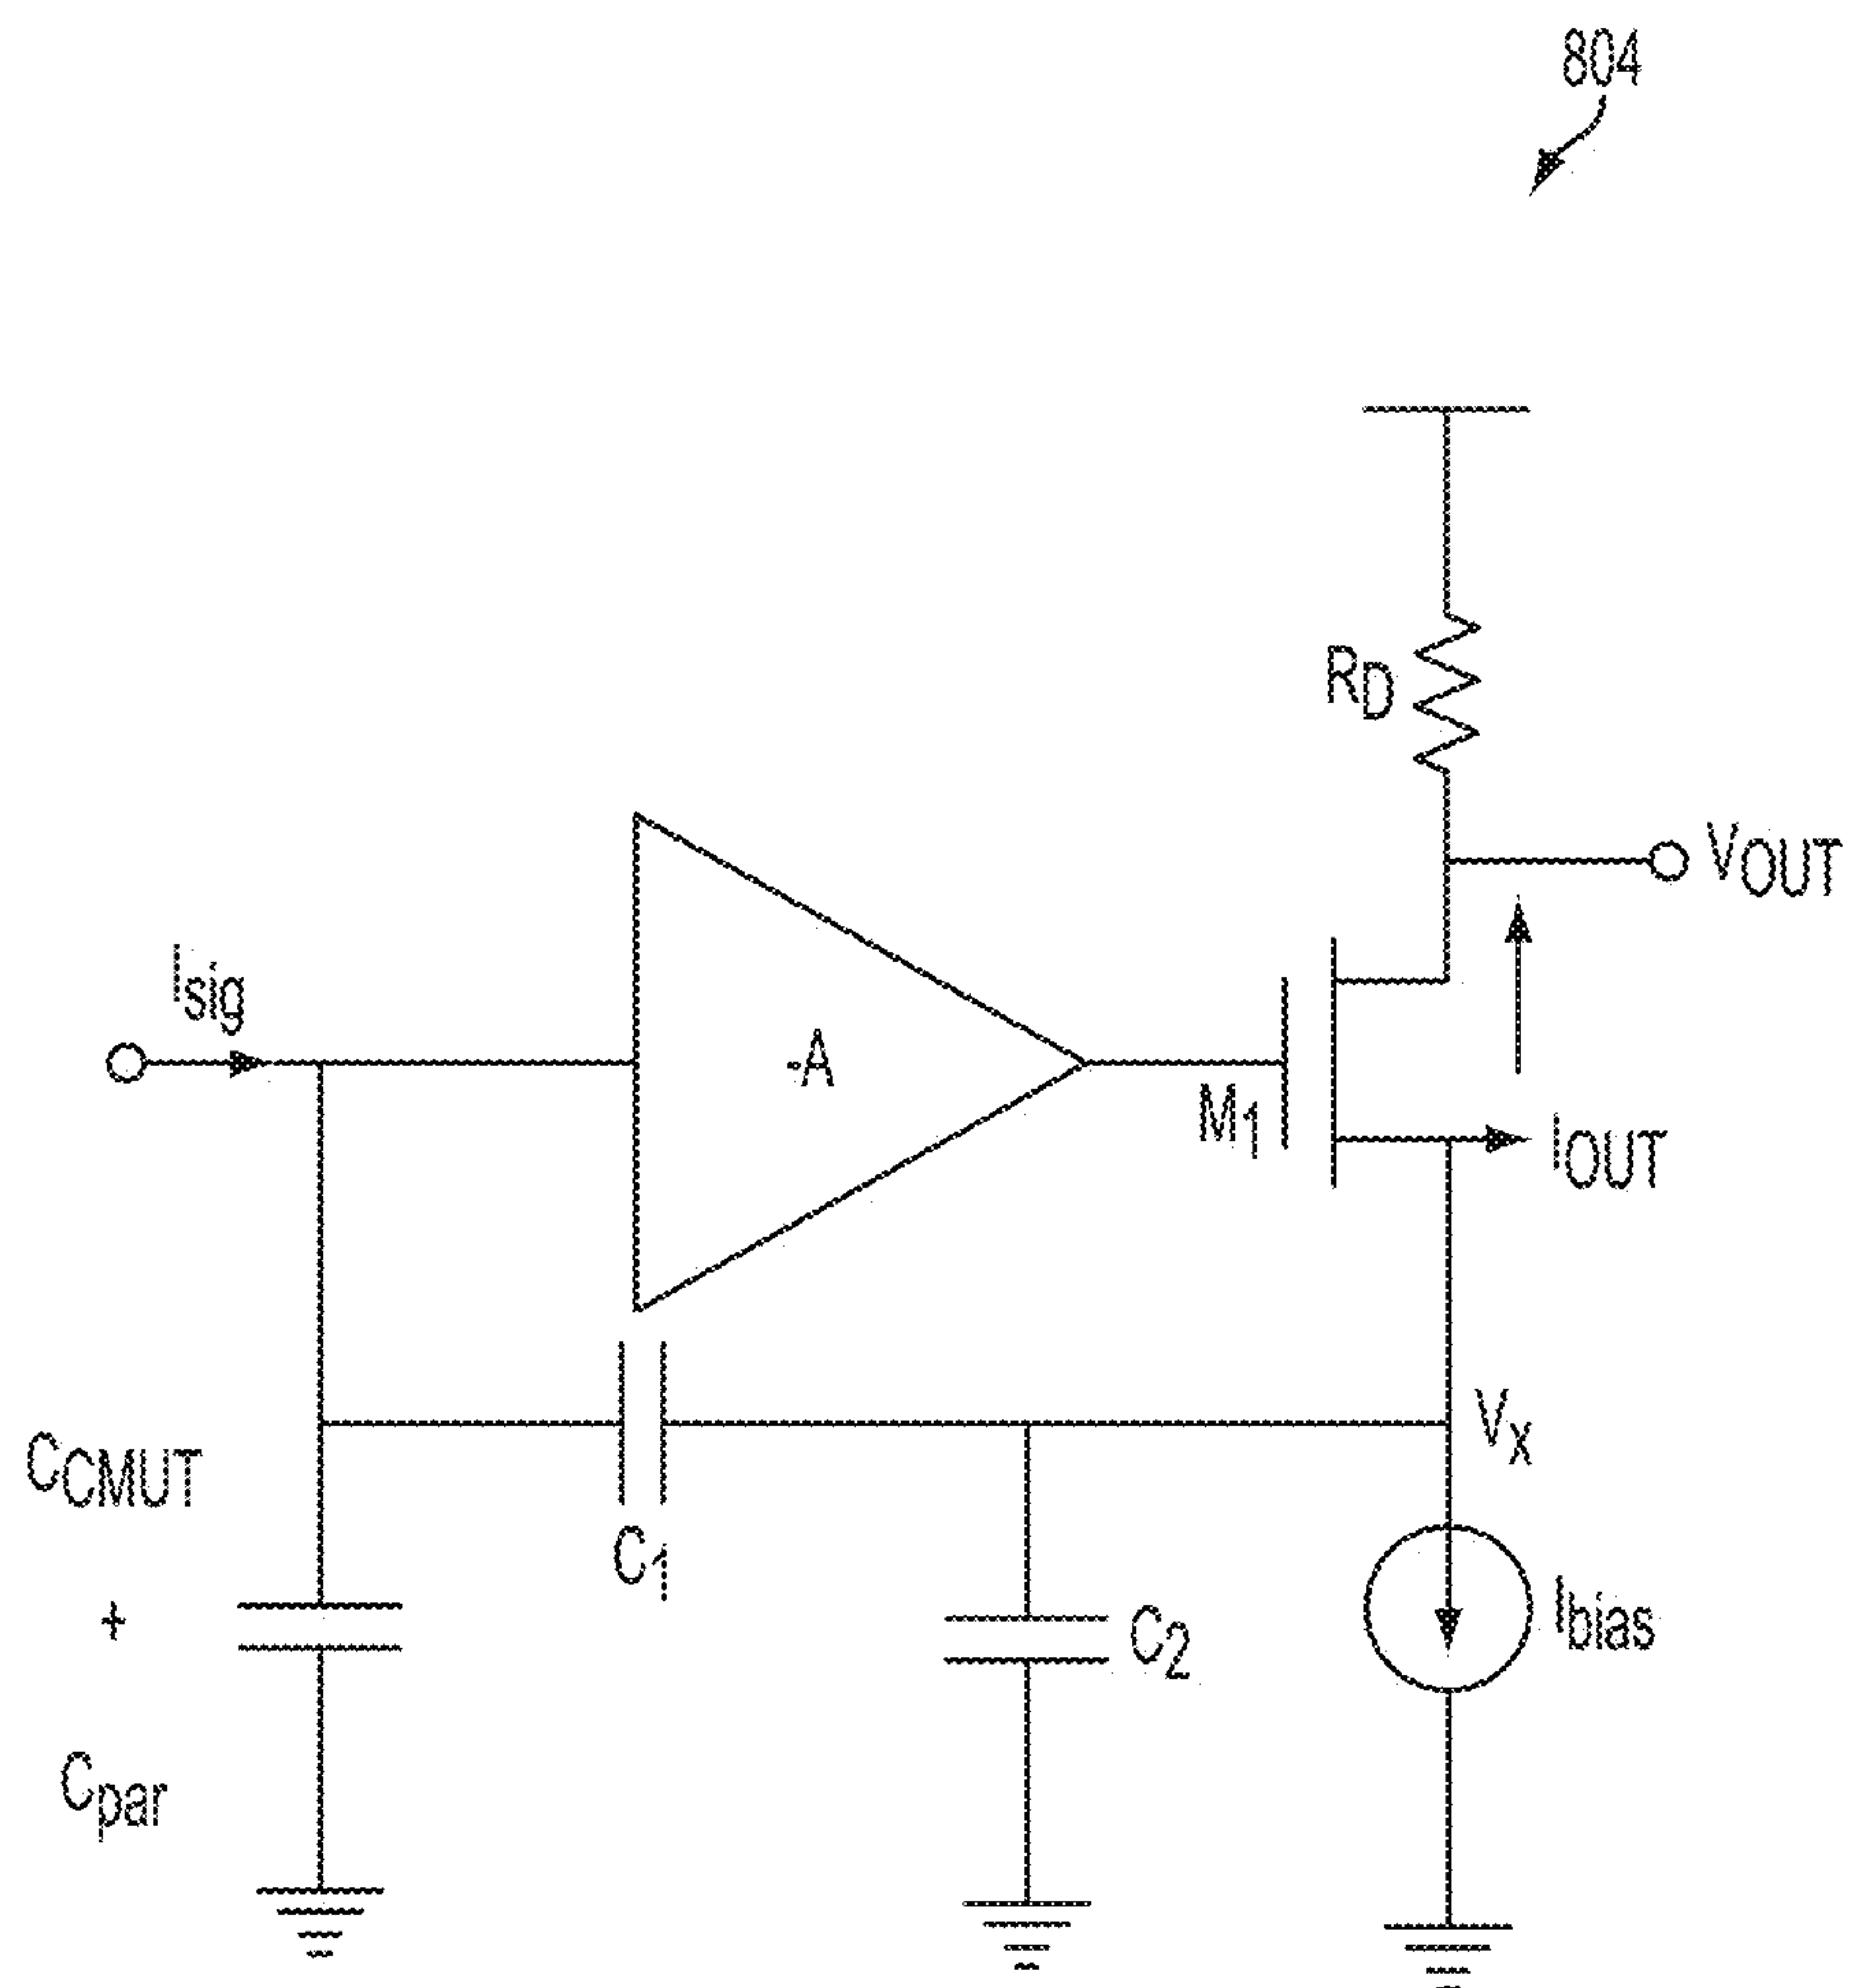 804
RD
VOUT
Isig
-A
M1
IOUT
VX
CCMUT
+
Cpar
C1
C2
Ibias